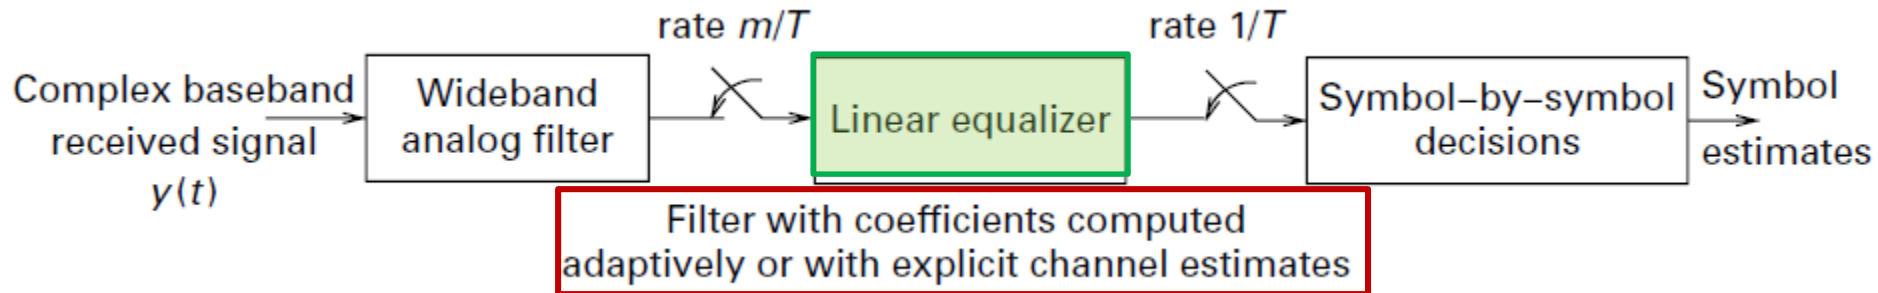 rate m/T
rate 1/T
Complex baseband
received signal
y(t)
Wideband
analog filter
Linear equalizer
Symbol–by–symbol
decisions
Symbol
estimates
Filter with coefficients computed
adaptively or with explicit channel estimates